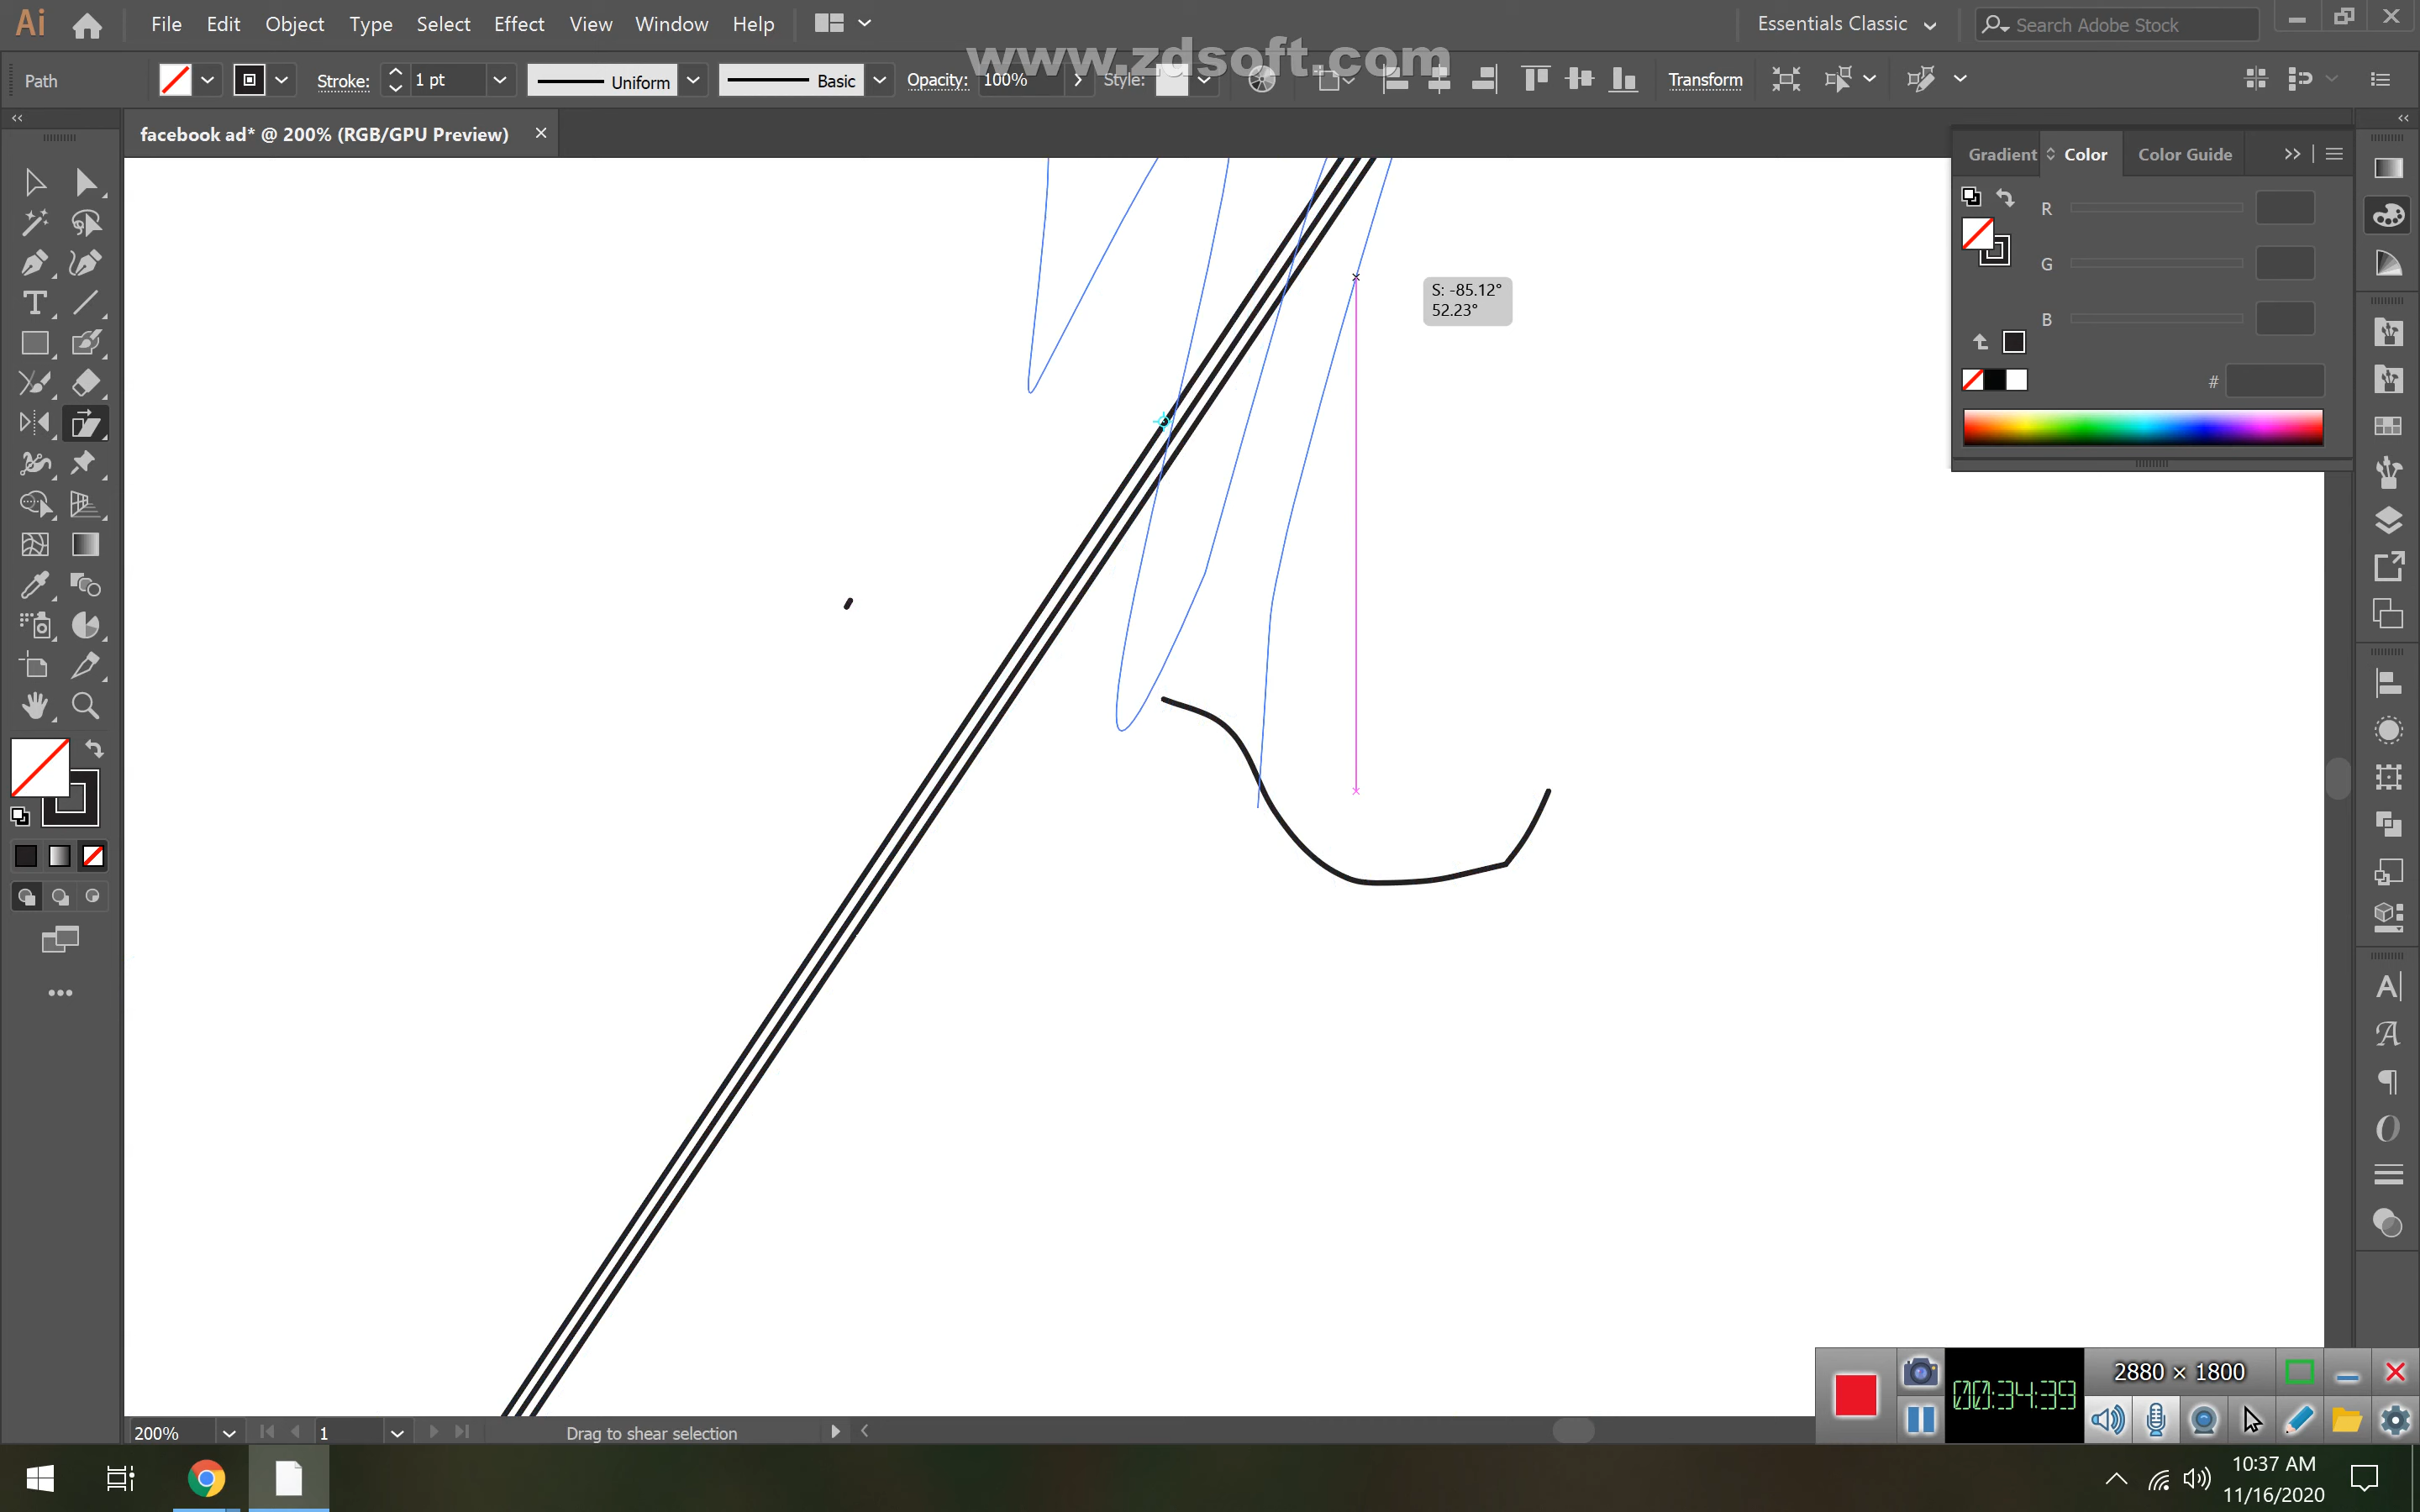 Ai File Edit Object Type Select Effect View Window Help Essentials Classic Search Adobe Stock
www.zdsoft.com
Path Stroke: 1 pt Uniform Basic Opacity: 100% Style: Transform
facebook ad* @ 200% (RGB/GPU Preview)
Gradient Color Color Guide
R
G
B
#
S: -85.12°
52.23°
200% 1 Drag to shear selection
2880 × 1800
00:34:39
10:37 AM
11/16/2020